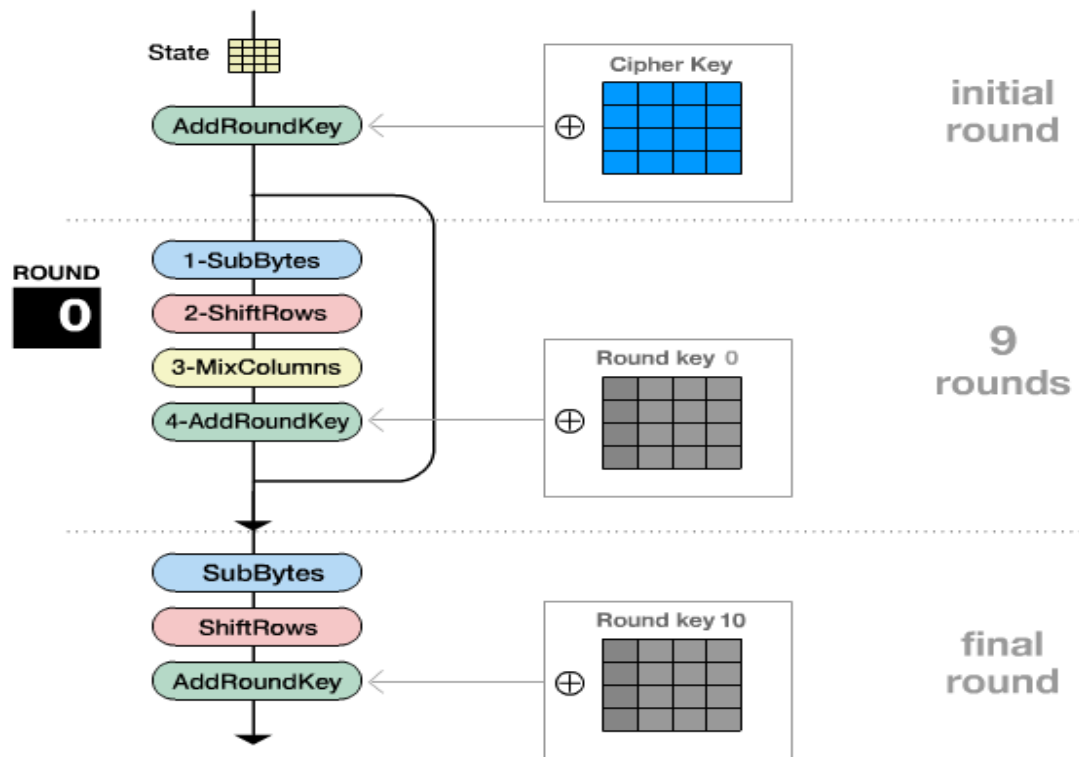 State
Cipher Key
AddRoundKey
initial
round
1-SubBytes
ROUND
0
2-ShiftRows
3-MixColumns
4-AddRoundKey
Round key 0
9
rounds
SubBytes
ShiftRows
AddRoundKey
Round key 10
final
round